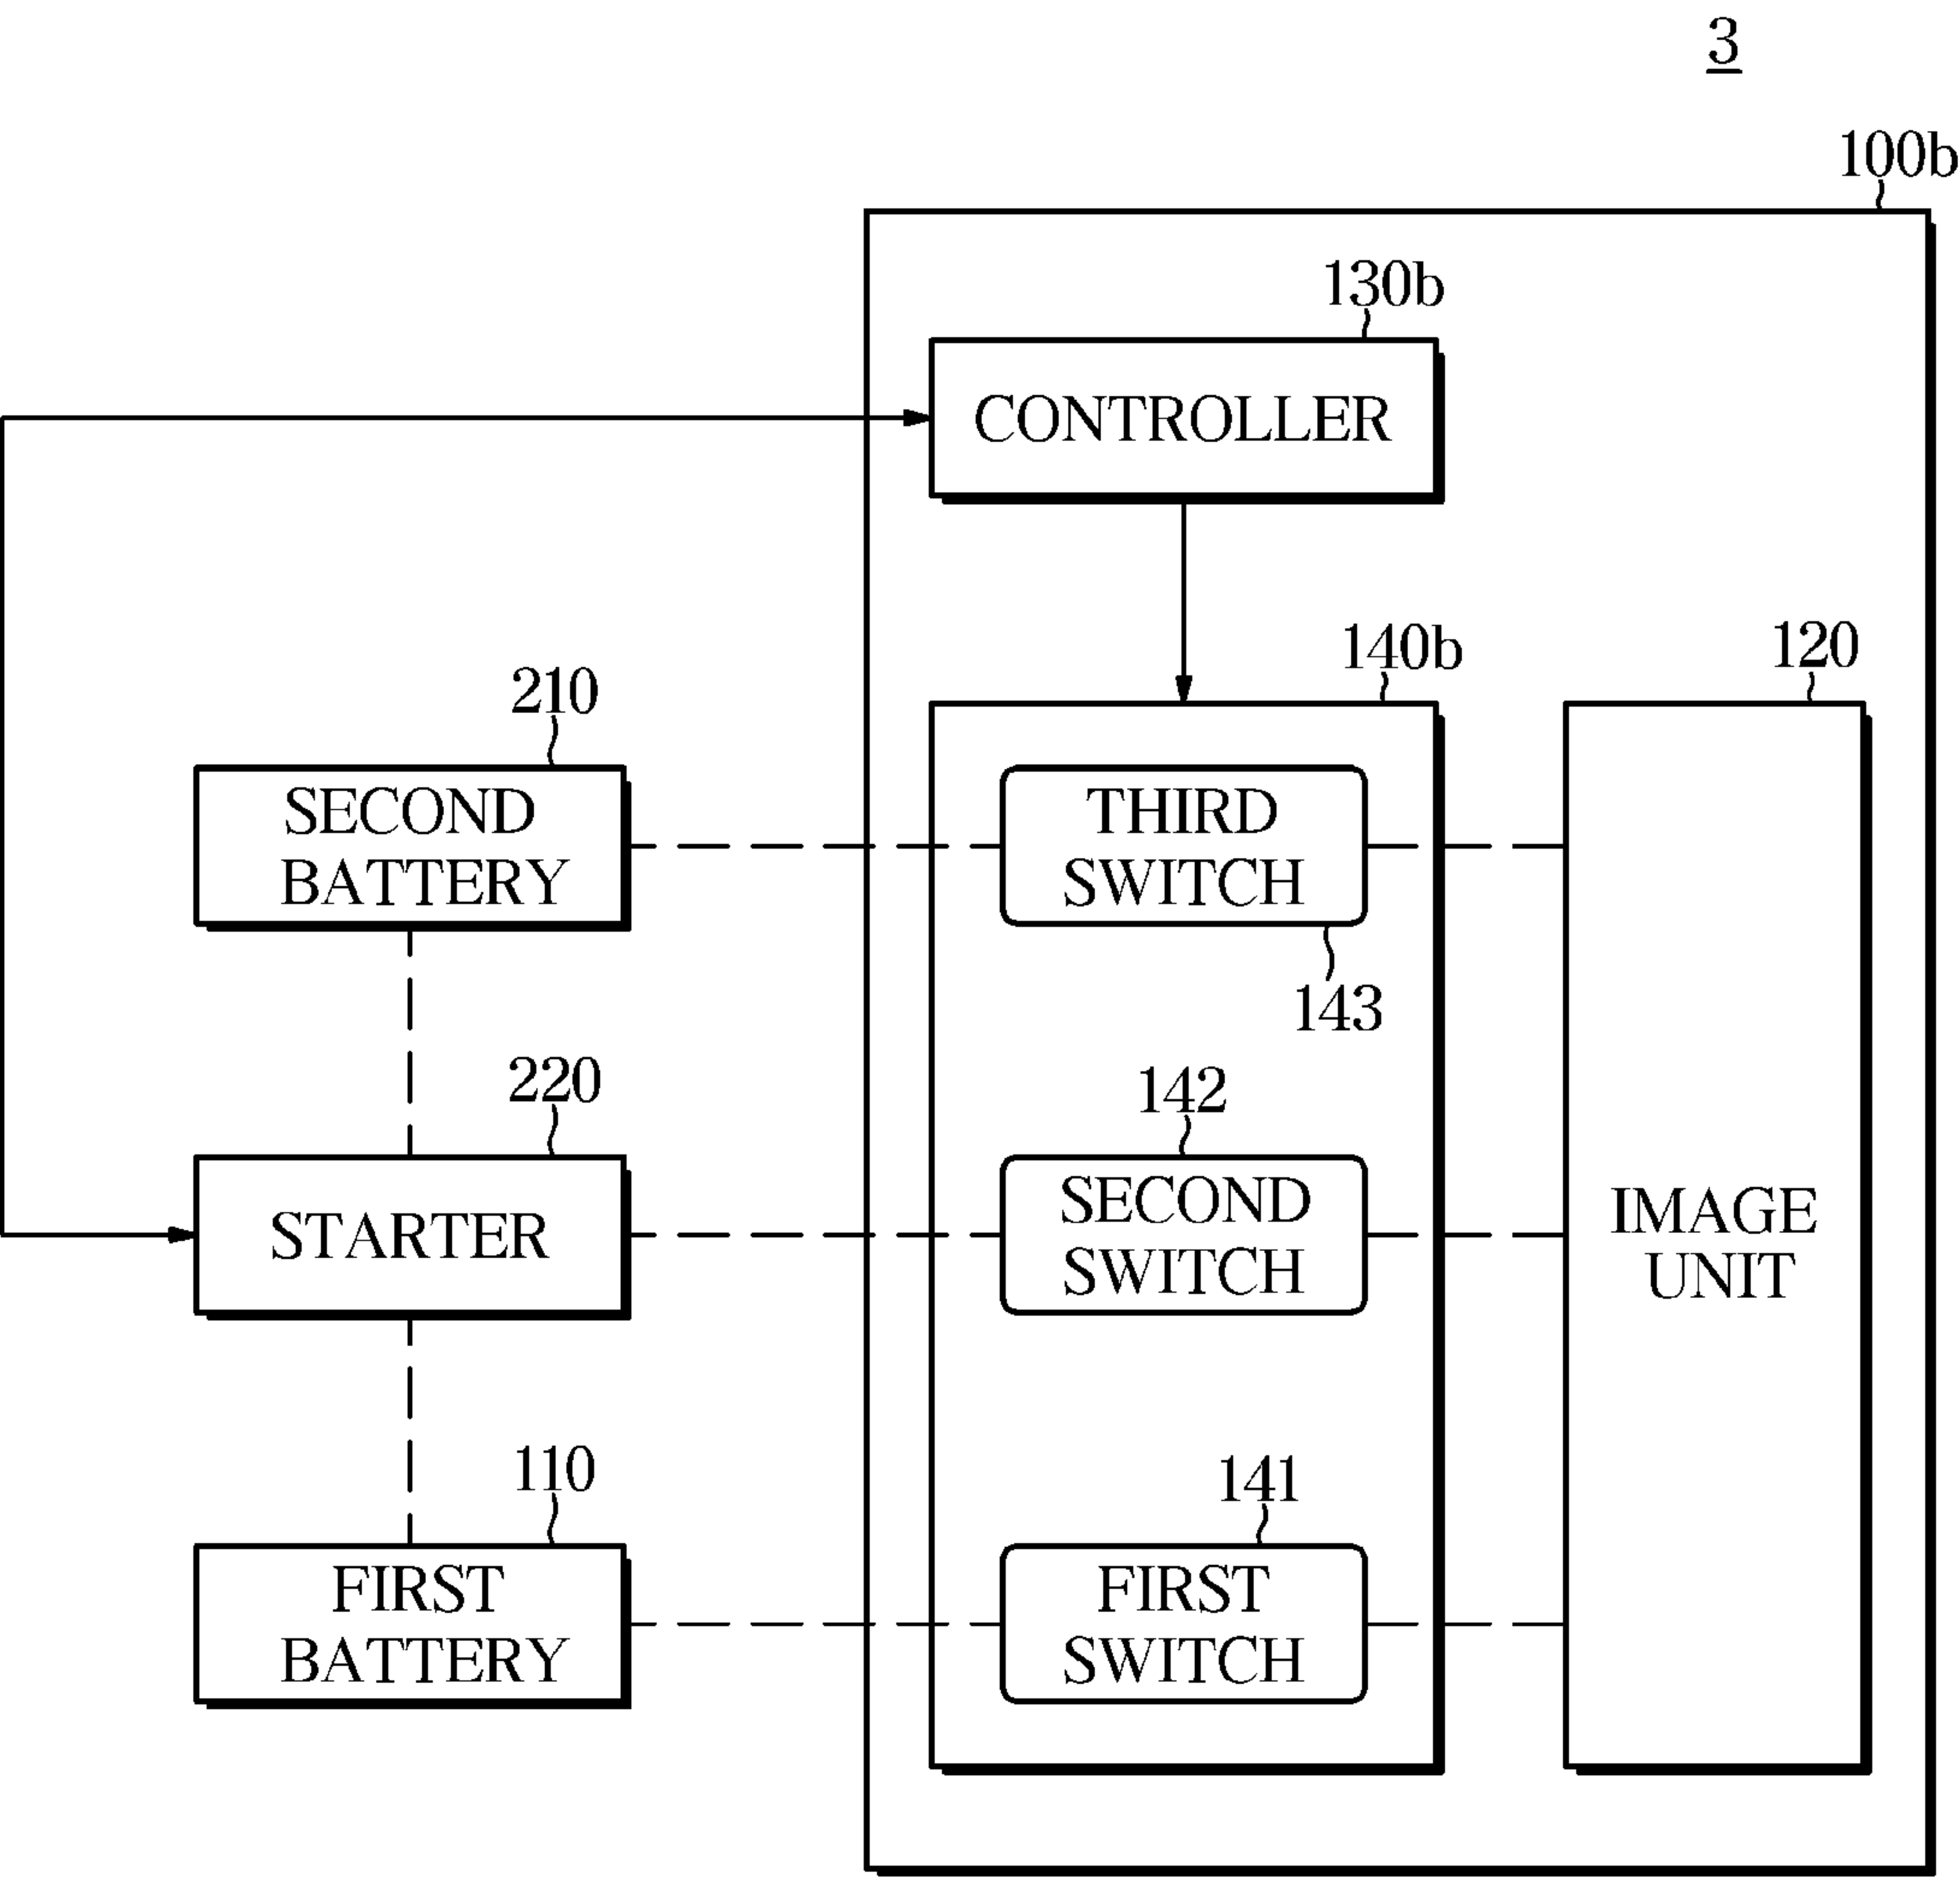 3
100b
130b
CONTROLLER
140b
120
210
SECOND
BATTERY
THIRD
SWITCH
143
220
142
STARTER
SECOND
SWITCH
IMAGE
UNIT
110
141
FIRST
BATTERY
FIRST
SWITCH